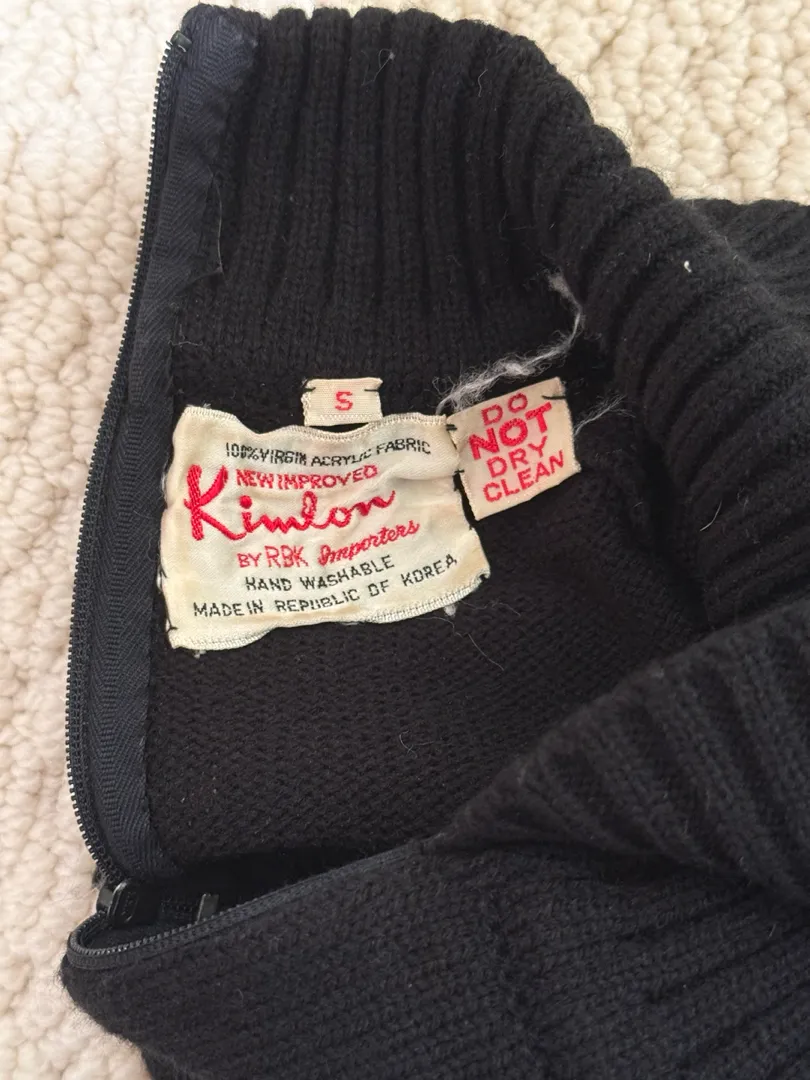 S
100% VIRGIN ACRYLIC FABRIC
NEW IMPROVED
Kimlon
BY RBK Importers
HAND WASHABLE
MADE IN REPUBLIC OF KOREA
DO
NOT
DRY
CLEAN